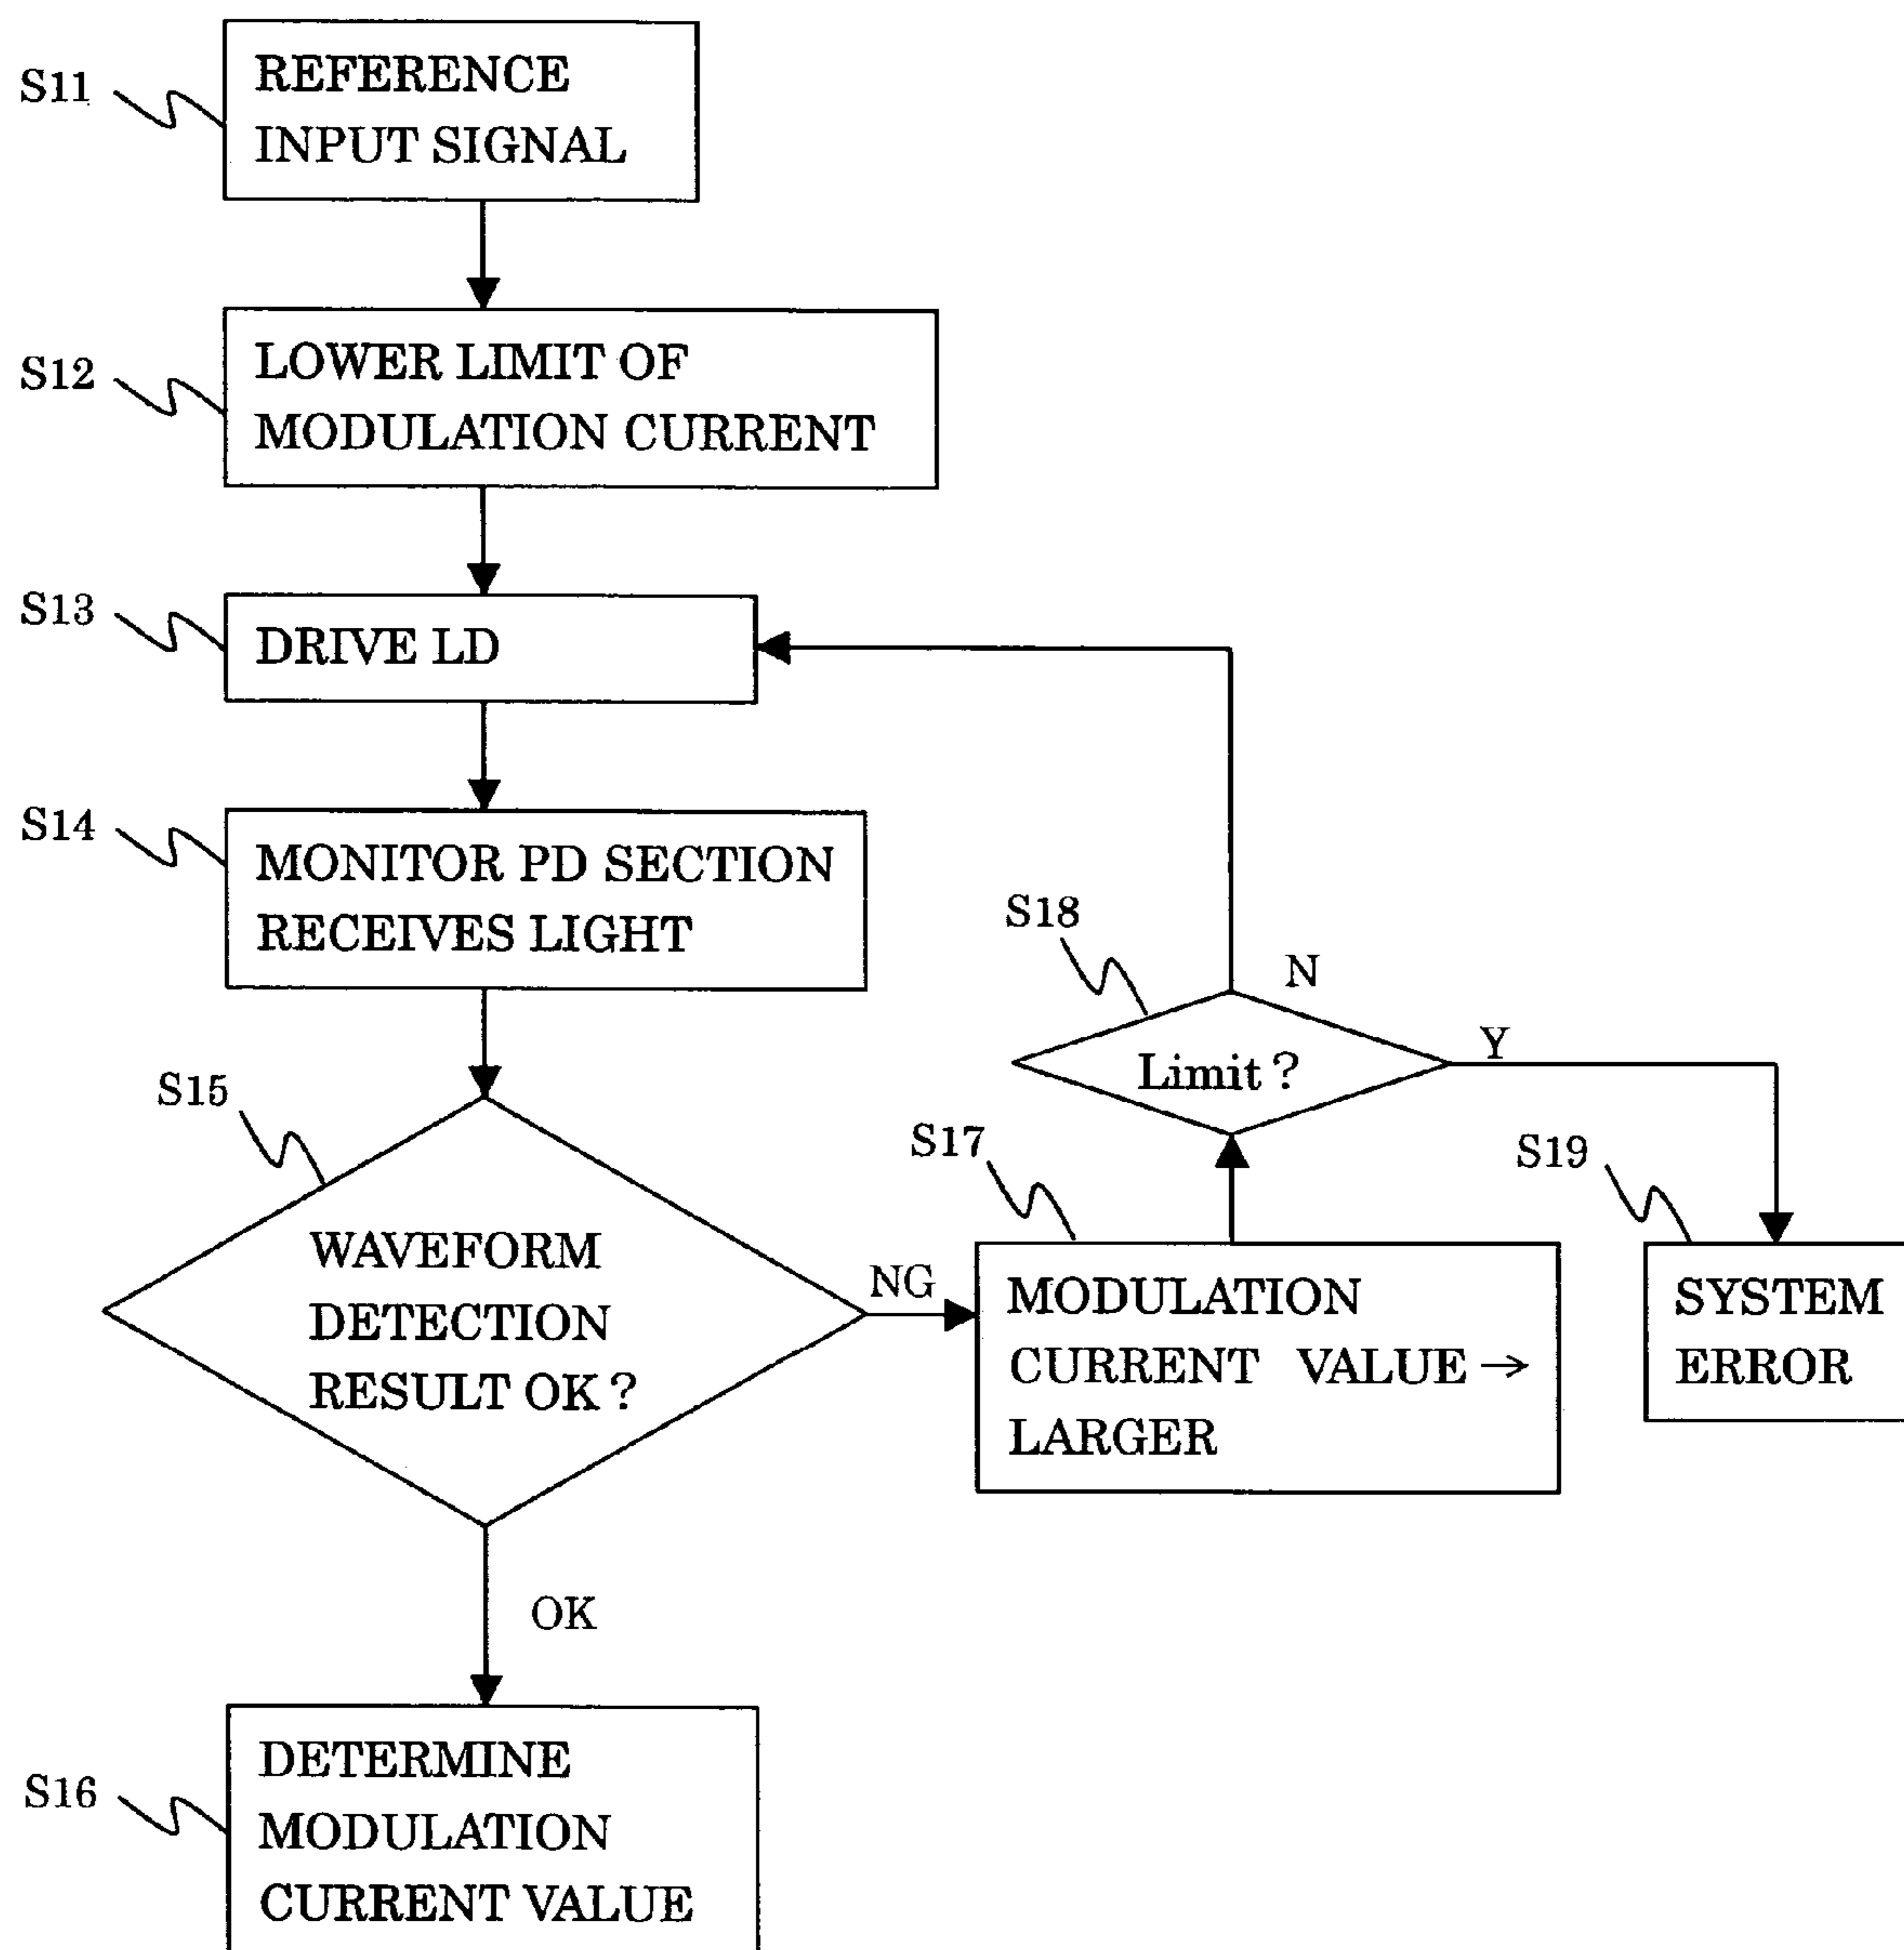 S11
REFERENCE
INPUT SIGNAL
S12
LOWER LIMIT OF
MODULATION CURRENT
S13
DRIVE LD
S14
MONITOR PD SECTION
RECEIVES LIGHT
S15
WAVEFORM
DETECTION
RESULT OK ?
NG
OK
S16
DETERMINE
MODULATION
CURRENT VALUE
S17
MODULATION
CURRENT VALUE →
LARGER
S18
Limit ?
N
Y
S19
SYSTEM
ERROR